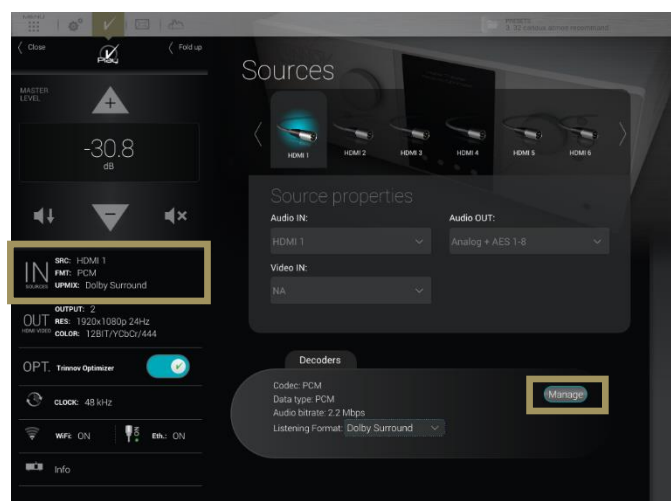 MENU
PRESETS
Close
Play
Fold up
Sources
MASTER
LEVEL
-30.8
dB
HDMI 1
HDMI 2
HDMI 3
HDMI 4
HDMI 5
HDMI 6
Source properties
Audio IN:
Audio OUT:
HDMI 1
Analog + AES 1-8
Video IN:
NA
IN
SOURCES
SRC: HDMI 1
FMT: PCM
UPMIX: Dolby Surround
OUT
HDMI VIDEO
OUTPUT: 2
RES: 1920x1080p 24Hz
COLOR: 12BIT/YCbCr/444
OPT. Trinnov Optimizer
CLOCK: 48 kHz
WiFi: ON
Eth.: ON
Info
Decoders
Codec: PCM
Data type: PCM
Audio bitrate: 2.2 Mbps
Listening Format: Dolby Surround
Manage